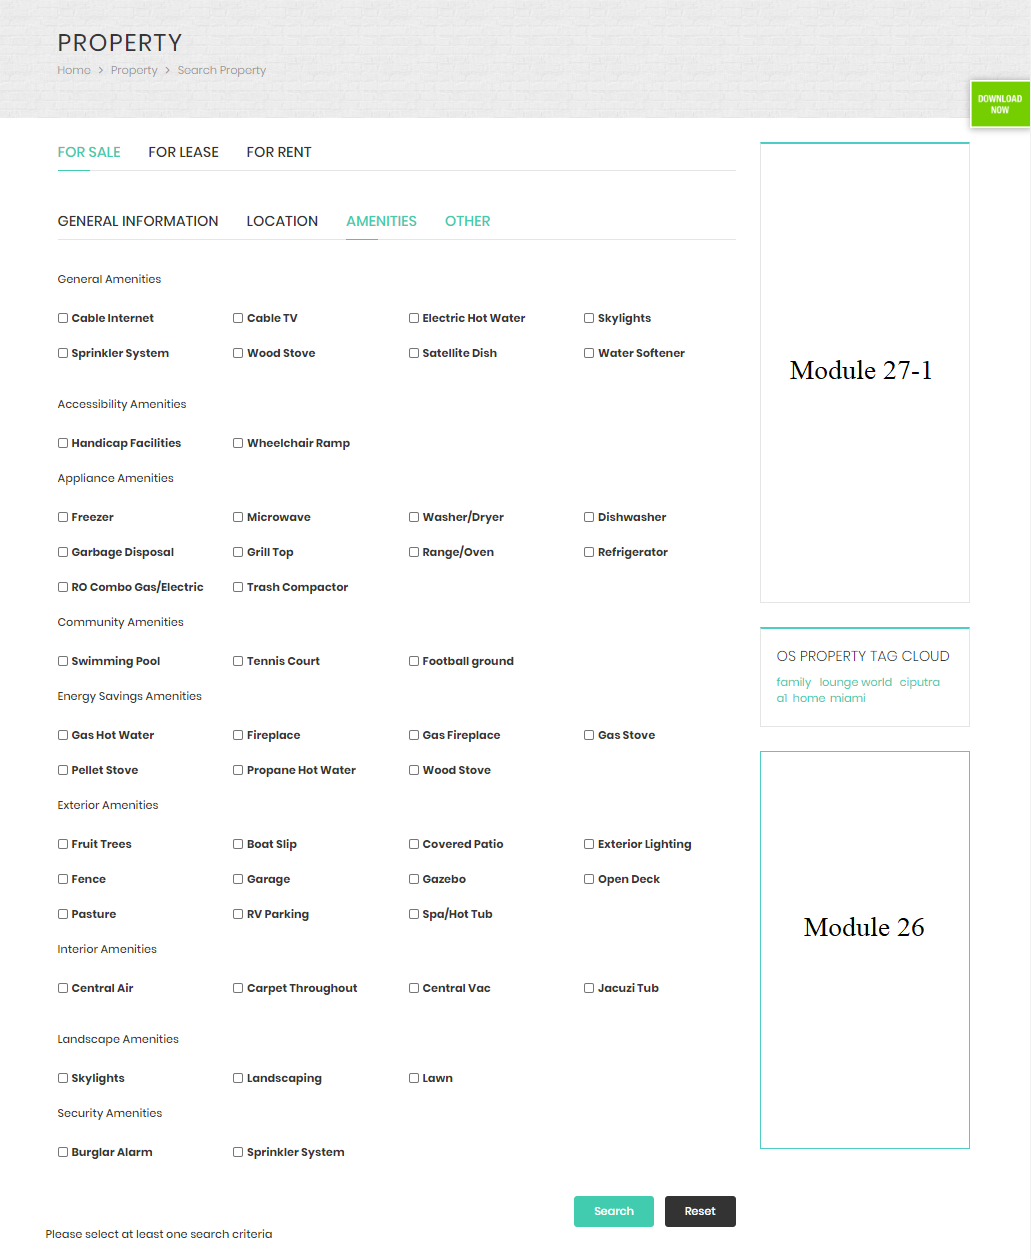 PROPERTY
Home > Property > Search Property
DOWNLOAD
NOW
FOR SALE FOR LEASE FOR RENT
GENERAL INFORMATION LOCATION AMENITIES OTHER
General Amenities
Cable Internet Cable TV Electric Hot Water Skylights
Sprinkler System Wood Stove Satellite Dish Water Softener
Accessibility Amenities
Handicap Facilities Wheelchair Ramp
Appliance Amenities
Freezer Microwave Washer/Dryer Dishwasher
Garbage Disposal Grill Top Range/Oven Refrigerator
RO Combo Gas/Electric Trash Compactor
Community Amenities
Swimming Pool Tennis Court Football ground
Energy Savings Amenities
Gas Hot Water Fireplace Gas Fireplace Gas Stove
Pellet Stove Propane Hot Water Wood Stove
Exterior Amenities
Fruit Trees Boat Slip Covered Patio Exterior Lighting
Fence Garage Gazebo Open Deck
Pasture RV Parking Spa/Hot Tub
Interior Amenities
Central Air Carpet Throughout Central Vac Jacuzi Tub
Landscape Amenities
Skylights Landscaping Lawn
Security Amenities
Burglar Alarm Sprinkler System
Search Reset
Please select at least one search criteria
Module 27-1
OS PROPERTY TAG CLOUD
family lounge world ciputra
a1 home miami
Module 26